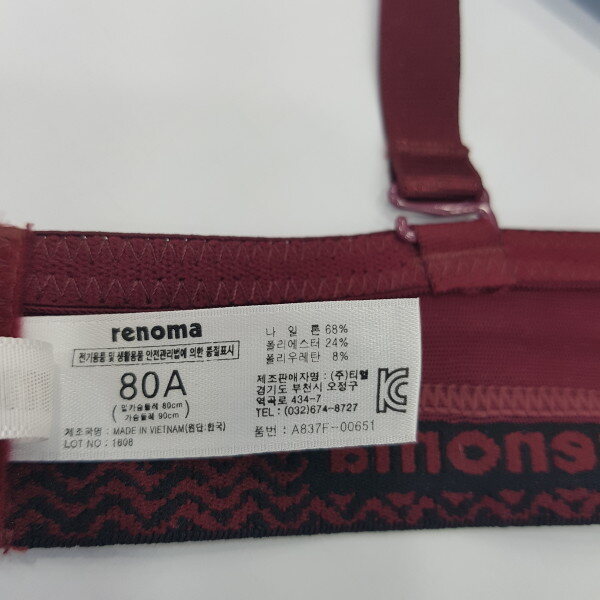 renoma
전기용품 및 생활용품 안전관리법에 의한 품질표시
80A
(밑가슴둘레 80cm)
(가슴둘레 90cm)
제조국명 : MADE IN VIETNAM(원단:한국)
LOT NO : 1808
나 일 론 68%
폴리에스터 24%
폴리우레탄 8%
제조판매자명 : (주)티엘
경기도 부천시 오정구
역곡로 434-7
TEL : (032)674-8727
품번 : A837F-00651
renoma